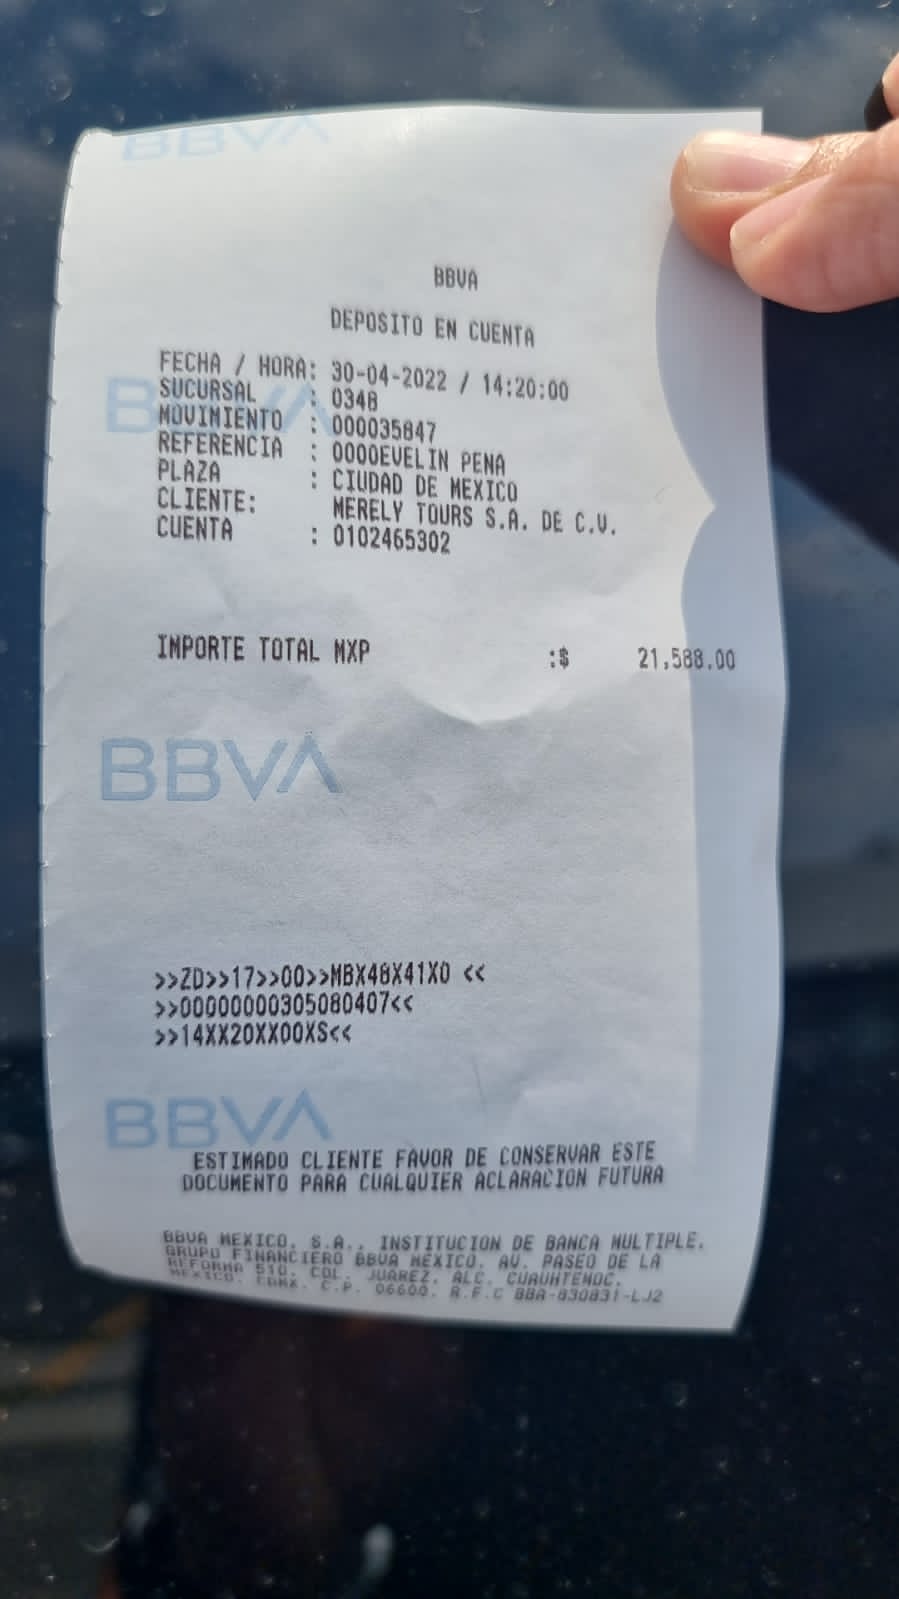 BBVA
BBVA
DEPOSITO EN CUENTA
FECHA / HORA: 30-04-2022 / 14:20:00
SUCURSAL : 0348
MOVIMIENTO : 000035847
REFERENCIA : 0000EVELIN PENA
PLAZA : CIUDAD DE MEXICO
CLIENTE: MERELY TOURS S.A. DE C.V.
CUENTA : 0102465302
BBVA
IMPORTE TOTAL MXP :$ 21,588.00
BBVA
>>ZD>>17>>00>>MBX48X41X0 <<
>>00000000305080407<<
>>14XX20XX00XS<<
BBVA
ESTIMADO CLIENTE FAVOR DE CONSERVAR ESTE
DOCUMENTO PARA CUALQUIER ACLARACION FUTURA
BBVA MEXICO, S.A., INSTITUCION DE BANCA MULTIPLE,
GRUPO FINANCIERO BBVA MEXICO. AV. PASEO DE LA
REFORMA 510, COL. JUAREZ, ALC. CUAUHTEMOC,
MEXICO, CDMX. C.P. 06600. R.F.C BBA-830831-LJ2